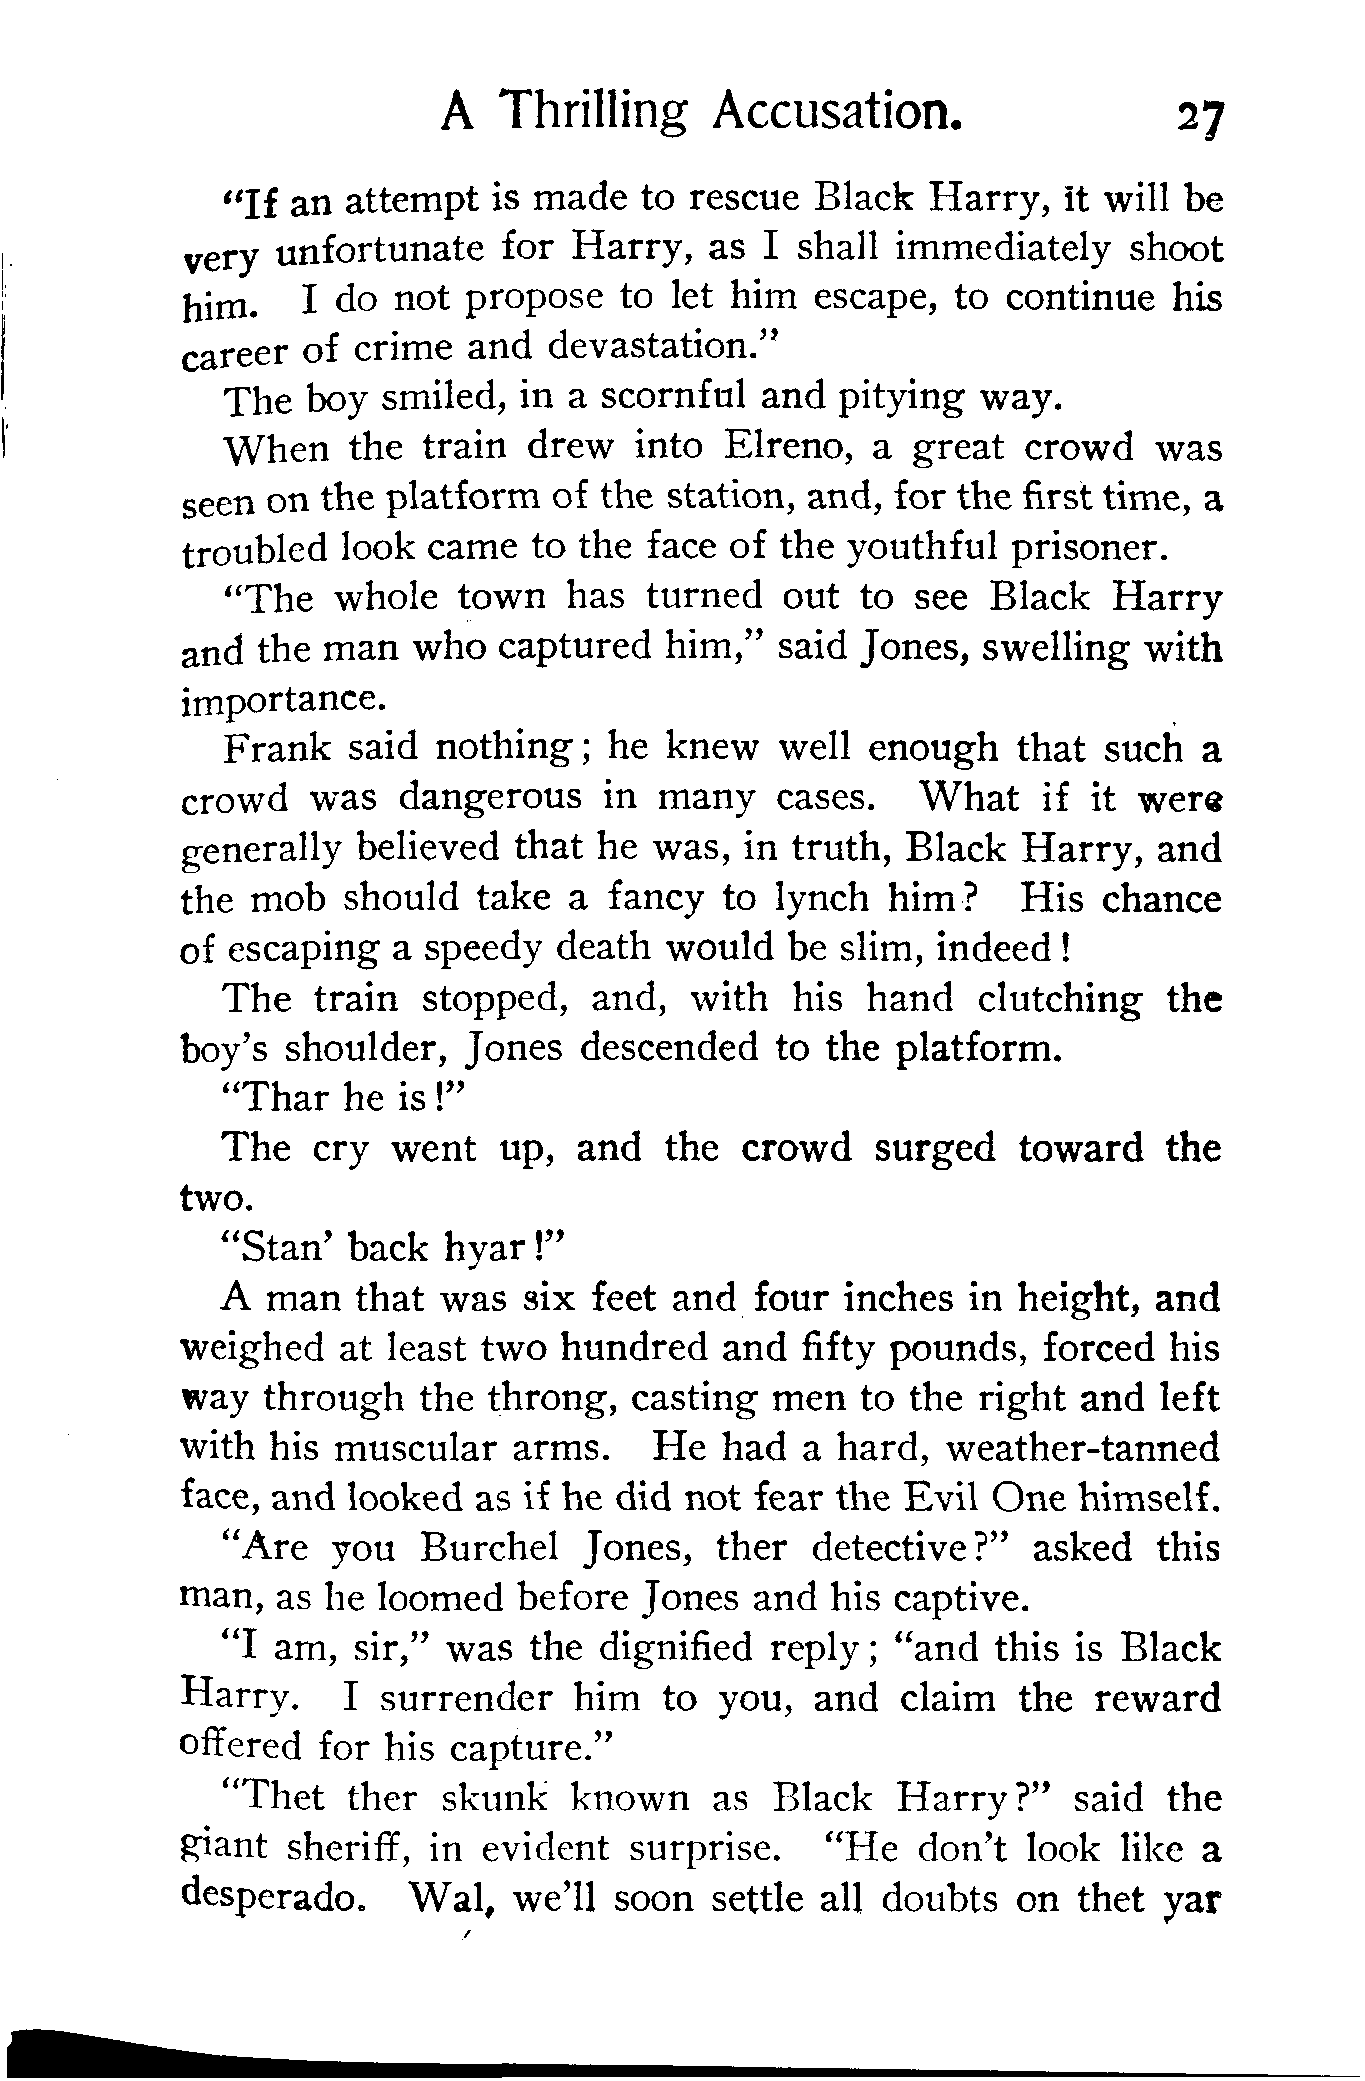 A Thrilling Accusation. 27
"If an attempt is made to rescue Black Harry, it will be
very unfortunate for Harry, as I shall immediately shoot
him. I do not propose to let him escape, to continue his
career of crime and devastation."
The boy smiled, in a scornful and pitying way.
When the train drew into Elreno, a great crowd was
seen on the platform of the station, and, for the first time, a
troubled look came to the face of the youthful prisoner.
"The whole town has turned out to see Black Harry
and the man who captured him," said Jones, swelling with
importance.
Frank said nothing; he knew well enough that such a
crowd was dangerous in many cases. What if it were
generally believed that he was, in truth, Black Harry, and
the mob should take a fancy to lynch him? His chance
of escaping a speedy death would be slim, indeed!
The train stopped, and, with his hand clutching the
boy's shoulder, Jones descended to the platform.
"Thar he is!"
The cry went up, and the crowd surged toward the
two.
"Stan' back hyar!"
A man that was six feet and four inches in height, and
weighed at least two hundred and fifty pounds, forced his
way through the throng, casting men to the right and left
with his muscular arms. He had a hard, weather-tanned
face, and looked as if he did not fear the Evil One himself.
"Are you Burchel Jones, ther detective?" asked this
man, as he loomed before Jones and his captive.
"I am, sir," was the dignified reply; "and this is Black
Harry. I surrender him to you, and claim the reward
offered for his capture."
"Thet ther skunk known as Black Harry?" said the
giant sheriff, in evident surprise. "He don't look like a
desperado. Wal, we'll soon settle all doubts on thet yar